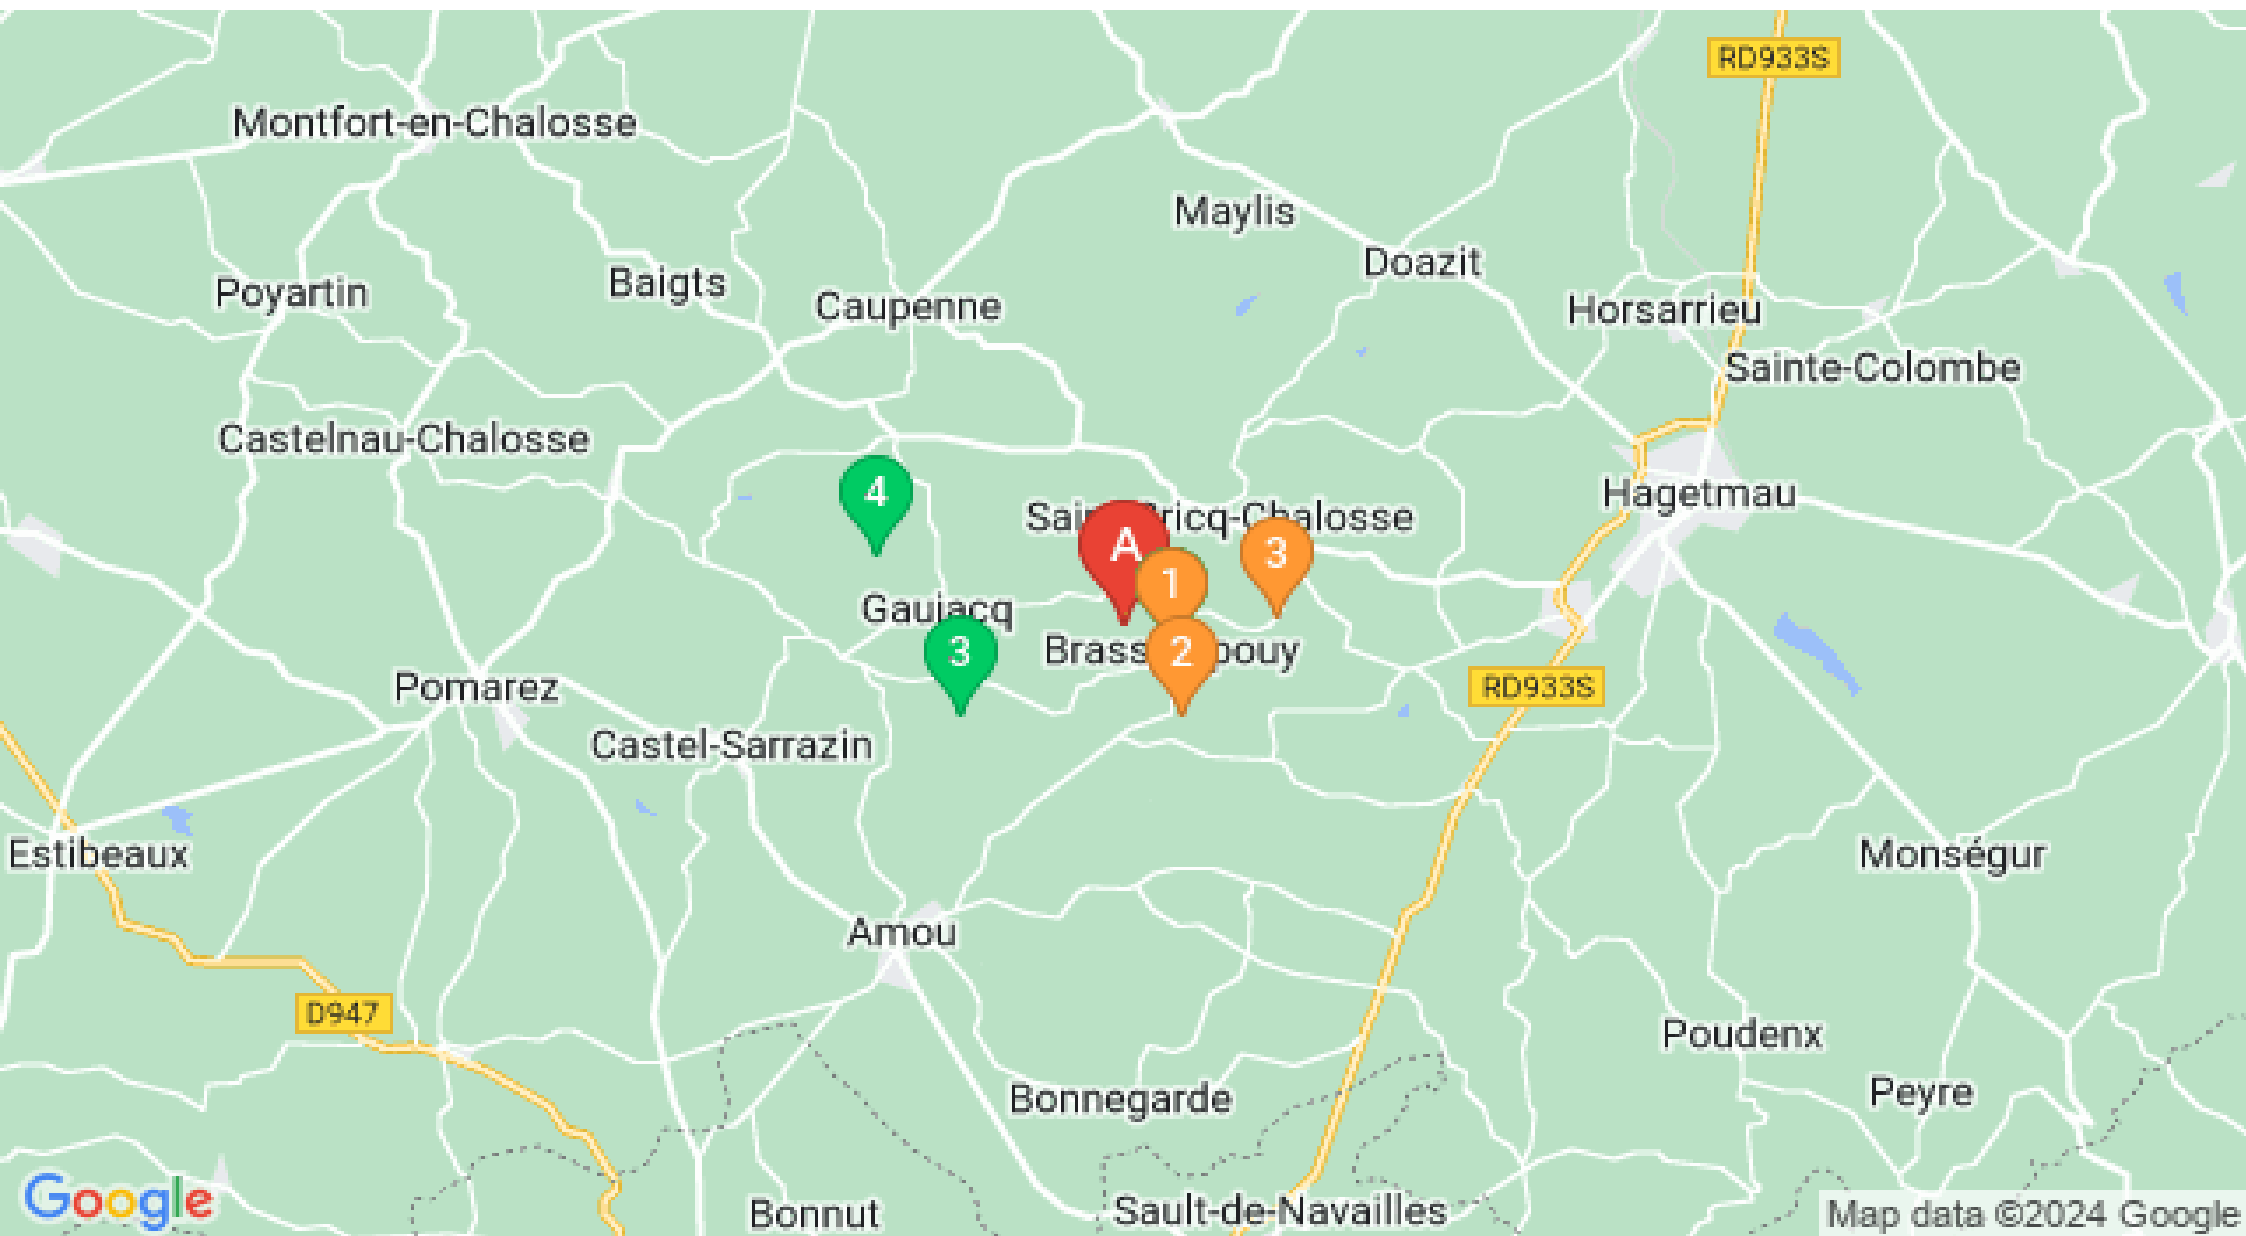 RD933S
Montfort-en-Chalosse
Maylis
Doazit
Poyartin
Baigts
Caupenne
Horsarrieu
Sainte-Colombe
Castelnau-Chalosse
4
Hagetmau
A
3
1
Gaujacq
3
2
Pomarez
RD933S
Castel-Sarrazin
Estibeaux
Monségur
Amou
D947
Poudenx
Bonnegarde
Peyre
Google
Bonnut
Sault-de-Navailles
Map data ©2024 Google